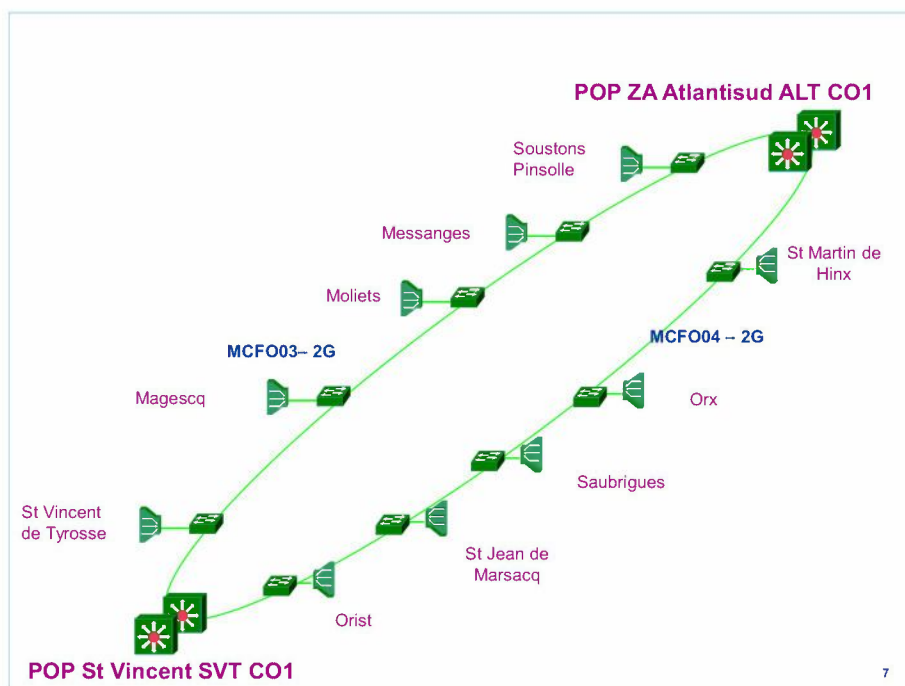 POP ZA Atlantisud ALT CO1
Soustons
Pinsolle
Messanges
St Martin de
Hinx
Moliets
MCFO03– 2G
MCFO04 – 2G
Magescq
Orx
Saubrigues
St Vincent
de Tyrosse
St Jean de
Marsacq
Orist
POP St Vincent SVT CO1
7